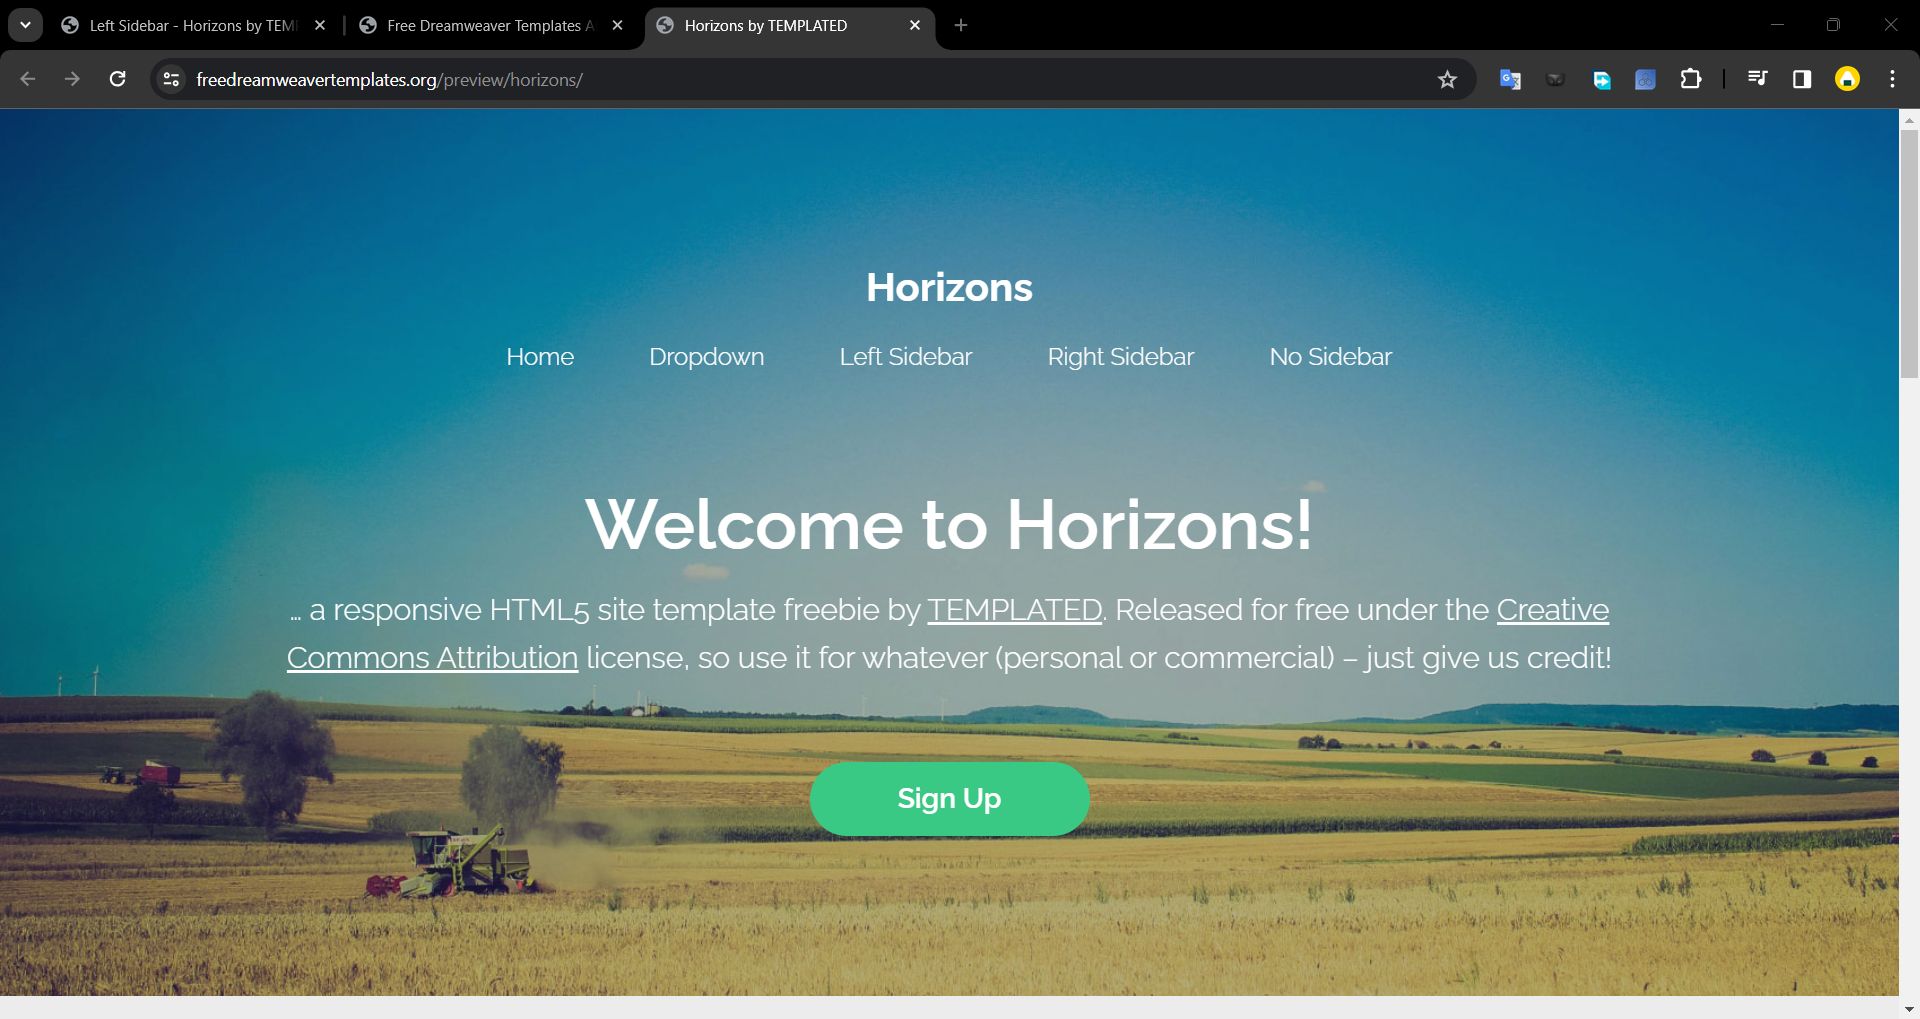 Left Sidebar - Horizons by TEM
Free Dreamweaver Templates A
Horizons by TEMPLATED
freedreamweavertemplates.org/preview/horizons/
Horizons
Home Dropdown Left Sidebar Right Sidebar No Sidebar
Welcome to Horizons!
... a responsive HTML5 site template freebie by TEMPLATED. Released for free under the Creative
Commons Attribution license, so use it for whatever (personal or commercial) – just give us credit!
Sign Up